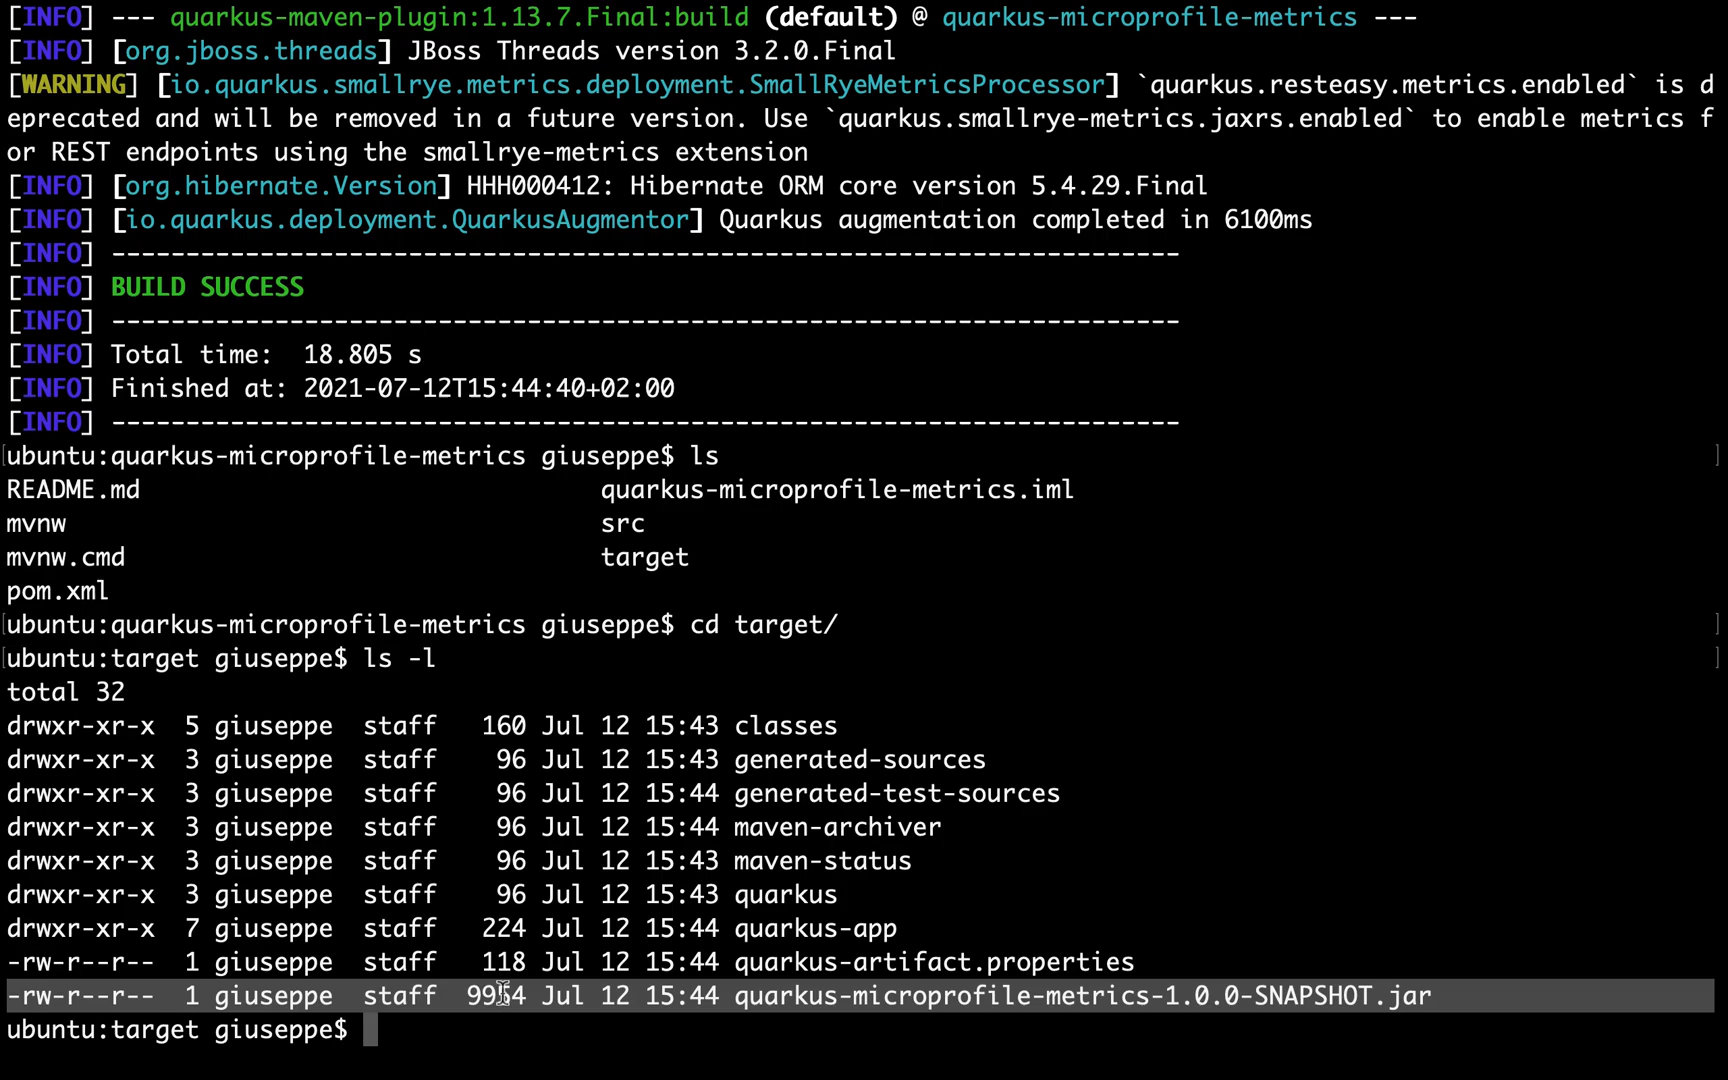 [INFO] --- quarkus-maven-plugin:1.13.7.Final:build (default) @ quarkus-microprofile-metrics ---
[INFO] [org.jboss.threads] JBoss Threads version 3.2.0.Final
[WARNING] [io.quarkus.smallrye.metrics.deployment.SmallRyeMetricsProcessor] `quarkus.resteasy.metrics.enabled` is d
eprecated and will be removed in a future version. Use `quarkus.smallrye-metrics.jaxrs.enabled` to enable metrics f
or REST endpoints using the smallrye-metrics extension
[INFO] [org.hibernate.Version] HHH000412: Hibernate ORM core version 5.4.29.Final
[INFO] [io.quarkus.deployment.QuarkusAugmentor] Quarkus augmentation completed in 6100ms
[INFO] ------------------------------------------------------------------------
[INFO] BUILD SUCCESS
[INFO] ------------------------------------------------------------------------
[INFO] Total time:  18.805 s
[INFO] Finished at: 2021-07-12T15:44:40+02:00
[INFO] ------------------------------------------------------------------------
[ubuntu:quarkus-microprofile-metrics giuseppe$ ls ]
README.md quarkus-microprofile-metrics.iml
mvnw src
mvnw.cmd target
pom.xml
[ubuntu:quarkus-microprofile-metrics giuseppe$ cd target/ ]
[ubuntu:target giuseppe$ ls -l ]
total 32
drwxr-xr-x  5 giuseppe  staff   160 Jul 12 15:43 classes
drwxr-xr-x  3 giuseppe  staff    96 Jul 12 15:43 generated-sources
drwxr-xr-x  3 giuseppe  staff    96 Jul 12 15:44 generated-test-sources
drwxr-xr-x  3 giuseppe  staff    96 Jul 12 15:44 maven-archiver
drwxr-xr-x  3 giuseppe  staff    96 Jul 12 15:43 maven-status
drwxr-xr-x  3 giuseppe  staff    96 Jul 12 15:43 quarkus
drwxr-xr-x  7 giuseppe  staff   224 Jul 12 15:44 quarkus-app
-rw-r--r--  1 giuseppe  staff   118 Jul 12 15:44 quarkus-artifact.properties
-rw-r--r--  1 giuseppe  staff  Jul 12 15:44 quarkus-microprofile-metrics-1.0.0-SNAPSHOT.jar
ubuntu:target giuseppe$